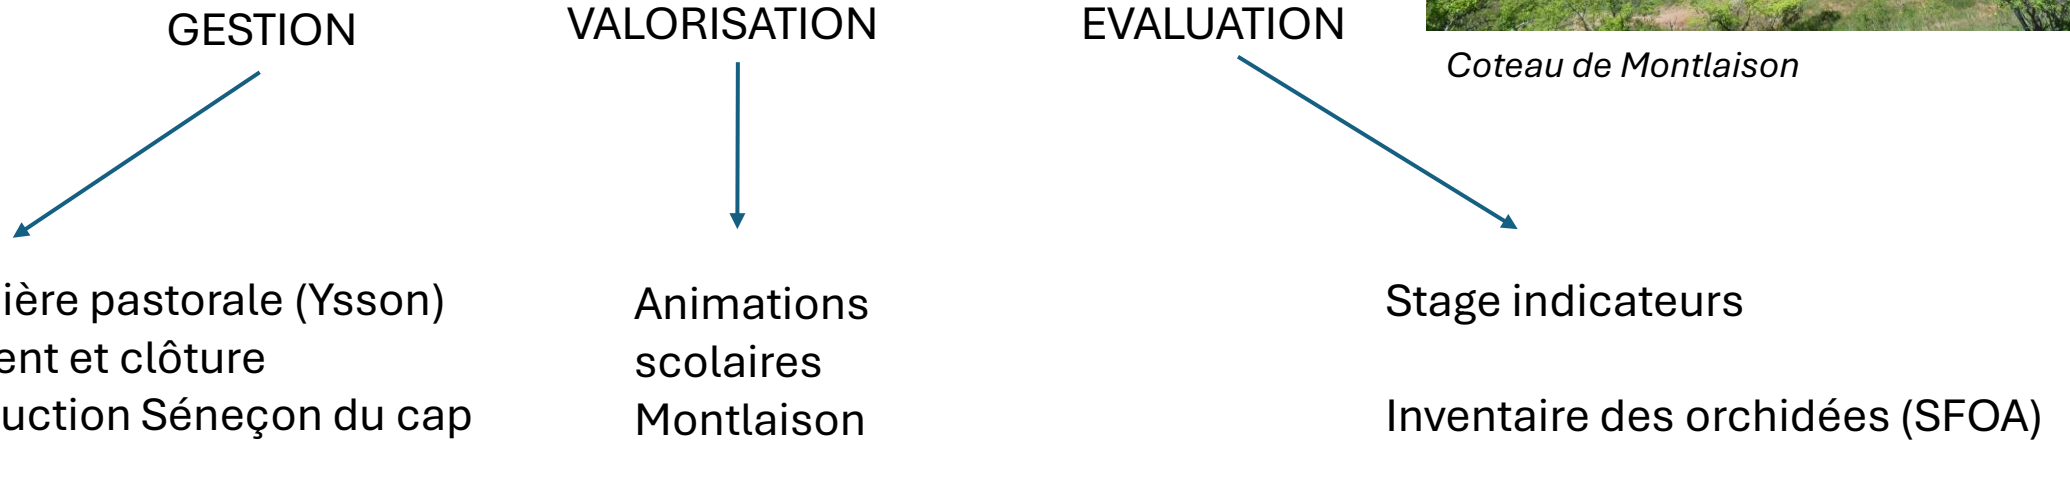 GESTION
VALORISATION
EVALUATION
Coteau de Montlaison
ière pastorale (Ysson)
ent et clôture
uction Séneçon du cap
Animations
scolaires
Montlaison
Stage indicateurs
Inventaire des orchidées (SFOA)